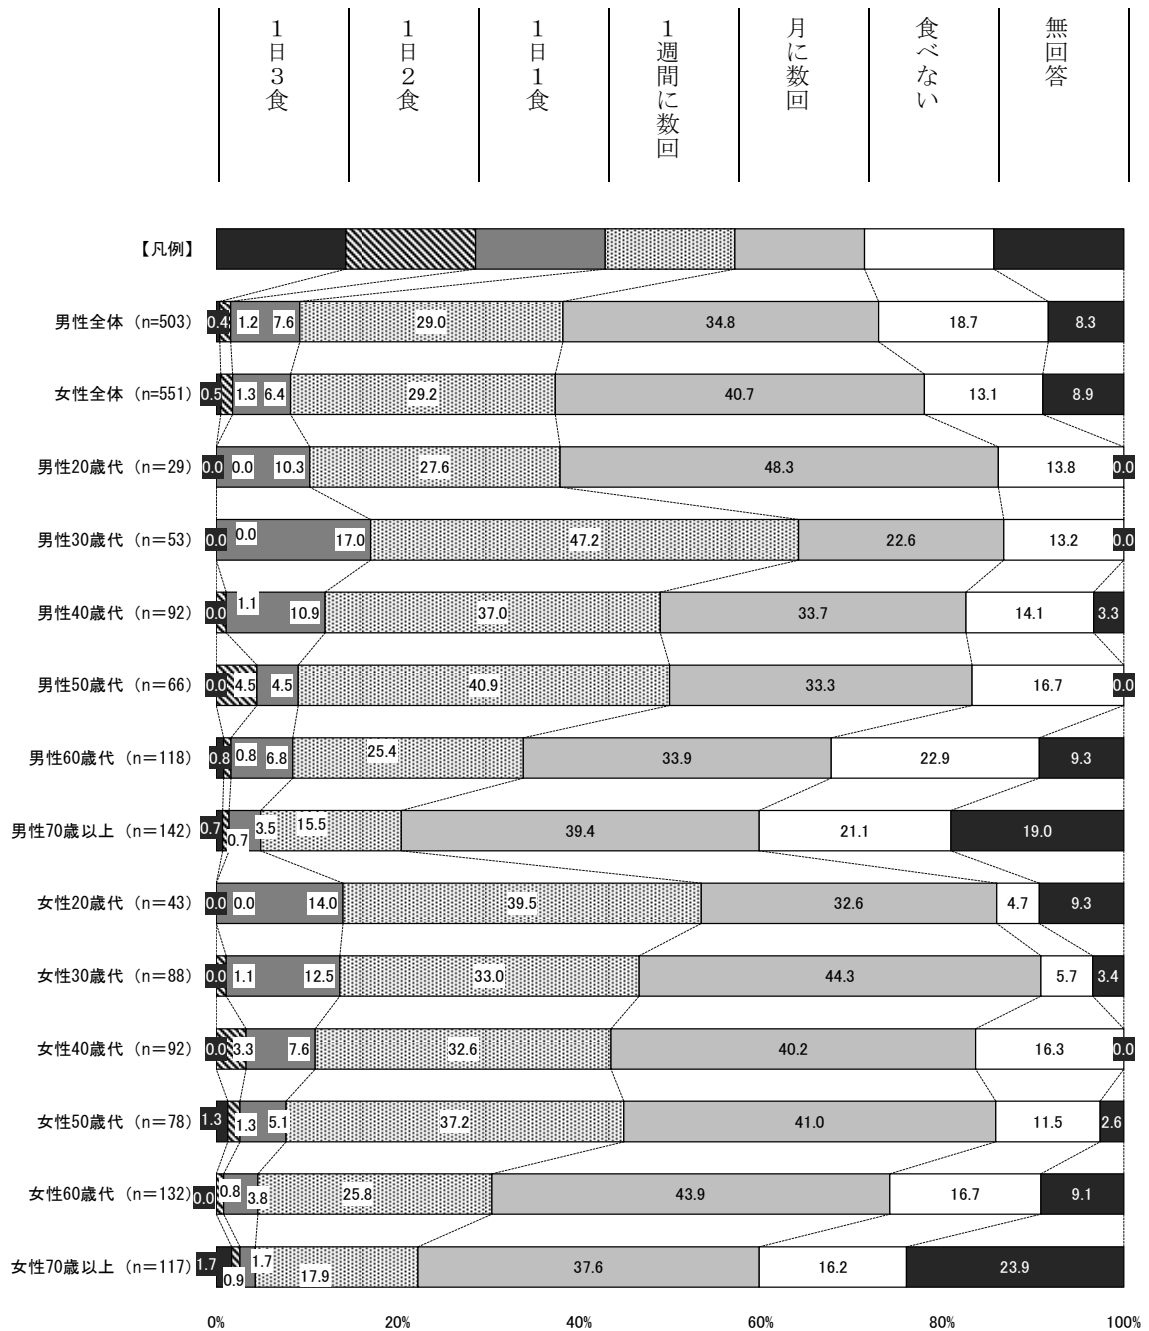 1日3食
1日2食
1日1食
1週間に数回
月に数回
食べない
無回答
【凡例】
男性全体（n=503） 0.4 1.2 7.6 29.0 34.8 18.7 8.3
女性全体（n=551） 0.5 1.3 6.4 29.2 40.7 13.1 8.9
男性20歳代（n＝29） 0.0 0.0 10.3 27.6 48.3 13.8 0.0
男性30歳代（n＝53） 0.0 0.0 17.0 47.2 22.6 13.2 0.0
男性40歳代（n＝92） 0.0 1.1 10.9 37.0 33.7 14.1 3.3
男性50歳代（n＝66） 0.0 4.5 4.5 40.9 33.3 16.7 0.0
男性60歳代（n＝118） 0.8 0.8 6.8 25.4 33.9 22.9 9.3
男性70歳以上（n＝142） 0.7 0.7 3.5 15.5 39.4 21.1 19.0
女性20歳代（n＝43） 0.0 0.0 14.0 39.5 32.6 4.7 9.3
女性30歳代（n＝88） 0.0 1.1 12.5 33.0 44.3 5.7 3.4
女性40歳代（n＝92） 0.0 3.3 7.6 32.6 40.2 16.3 0.0
女性50歳代（n＝78） 1.3 1.3 5.1 37.2 41.0 11.5 2.6
女性60歳代（n＝132） 0.0 0.8 3.8 25.8 43.9 16.7 9.1
女性70歳以上（n＝117） 1.7 0.9 1.7 17.9 37.6 16.2 23.9
0% 20% 40% 60% 80% 100%